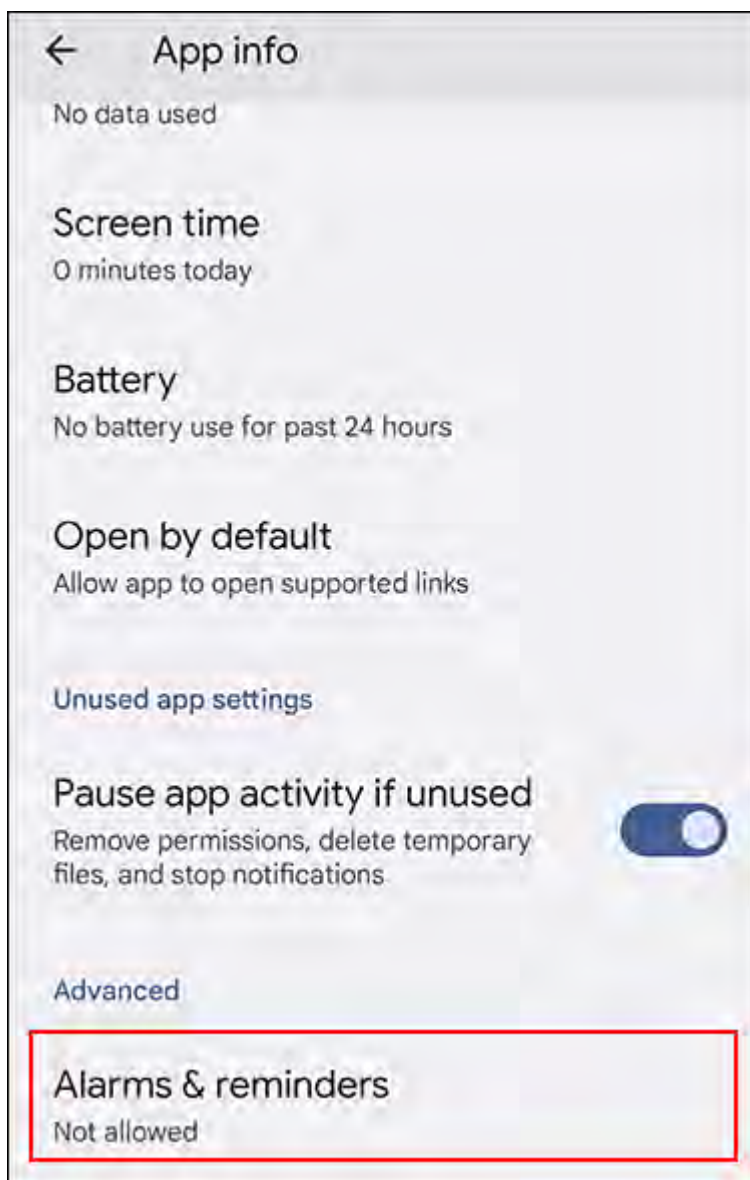 App info
No data used
Screen time
0 minutes today
Battery
No battery use for past 24 hours
Open by default
Allow app to open supported links
Unused app settings
Pause app activity if unused
Remove permissions, delete temporary
files, and stop notifications
Advanced
Alarms & reminders
Not allowed